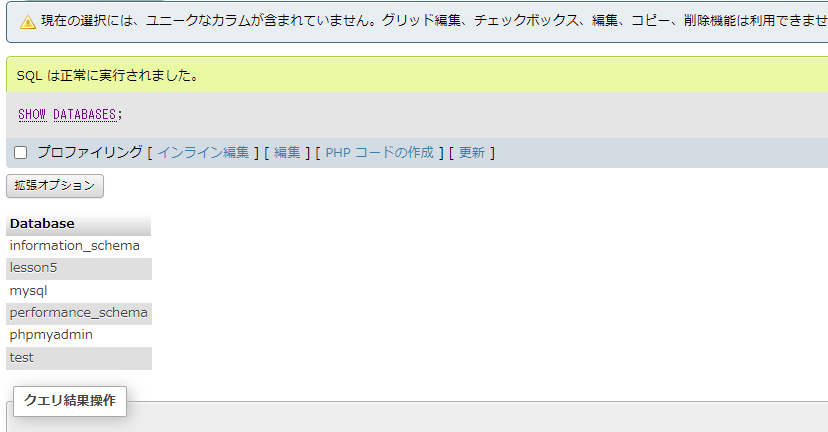 現在の選択には、ユニークなカラムが含まれていません。グリッド編集、チェックボックス、編集、コピー、削除機能は利用できませ
SQL は正常に実行されました。
SHOW DATABASES;
プロファイリング [ インライン編集 ] [ 編集 ] [ PHP コードの作成 ] [ 更新 ]
拡張オプション
Database
information_schema
lesson5
mysql
performance_schema
phpmyadmin
test
クエリ結果操作